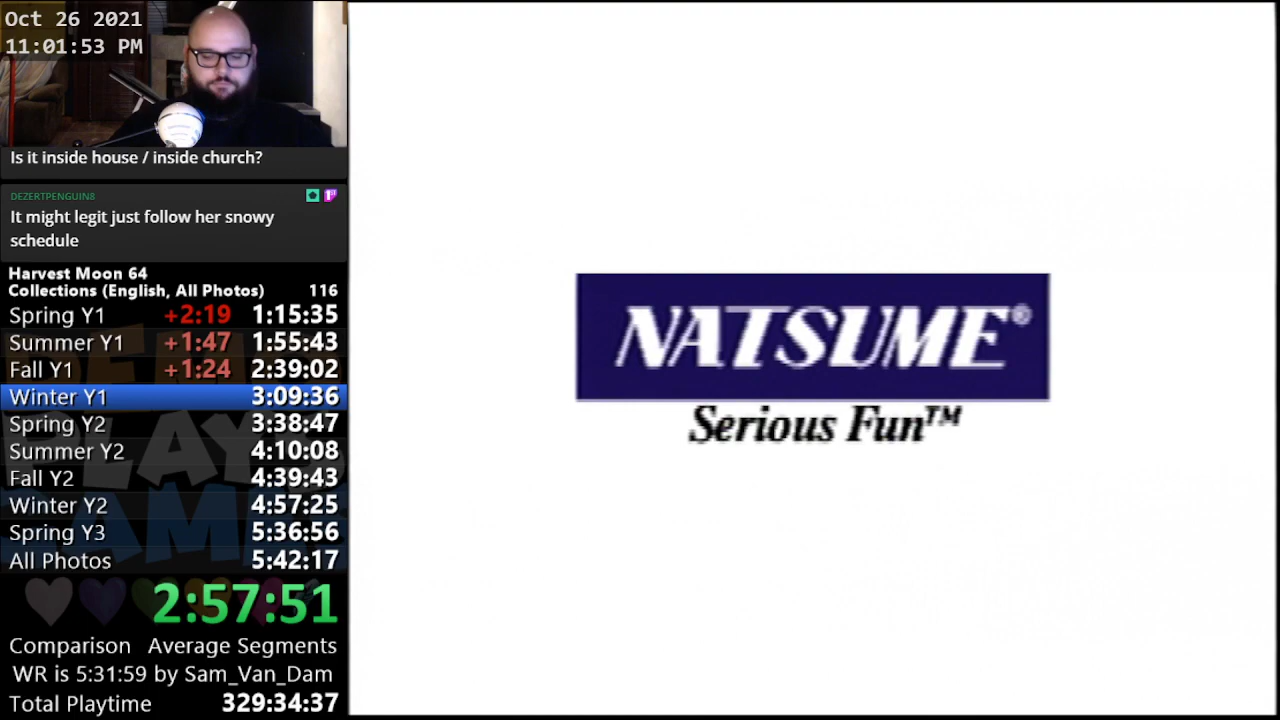 Oct 26 2021
11:01:53 PM
Is it inside house / inside church?
DEZERTPENGUIN8
It might legit just follow her snowy
schedule
Harvest Moon 64
Collections (English, All Photos) 116
Spring Y1 +2:19 1:15:35
Summer Y1 +1:47 1:55:43
Fall Y1 +1:24 2:39:02
Winter Y1 3:09:36
Spring Y2 3:38:47
Summer Y2 4:10:08
Fall Y2 4:39:43
Winter Y2 4:57:25
Spring Y3 5:36:56
All Photos 5:42:17
2:57:51
Comparison Average Segments
WR is 5:31:59 by Sam_Van_Dam
Total Playtime 329:34:37
NATSUME®
Serious Fun™